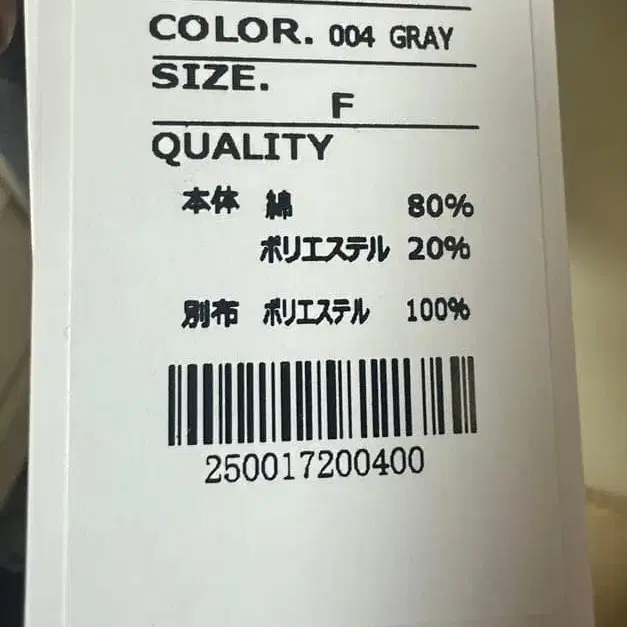 COLOR. 004 GRAY
SIZE.
F
QUALITY
本体 綿 80%
ポリエステル 20%
別布 ポリエステル 100%
250017200400